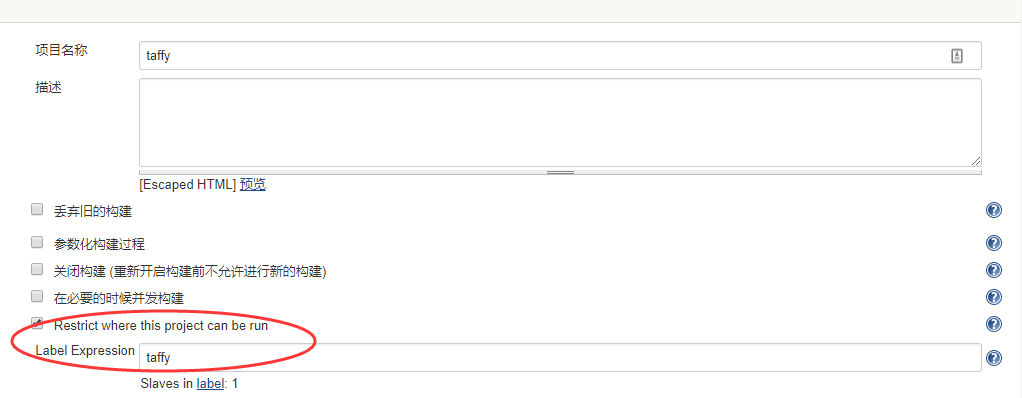 项目名称 taffy
描述
[Escaped HTML] 预览
丢弃旧的构建
参数化构建过程
关闭构建 (重新开启构建前不允许进行新的构建)
在必要的时候并发构建
Restrict where this project can be run
Label Expression taffy
Slaves in label: 1